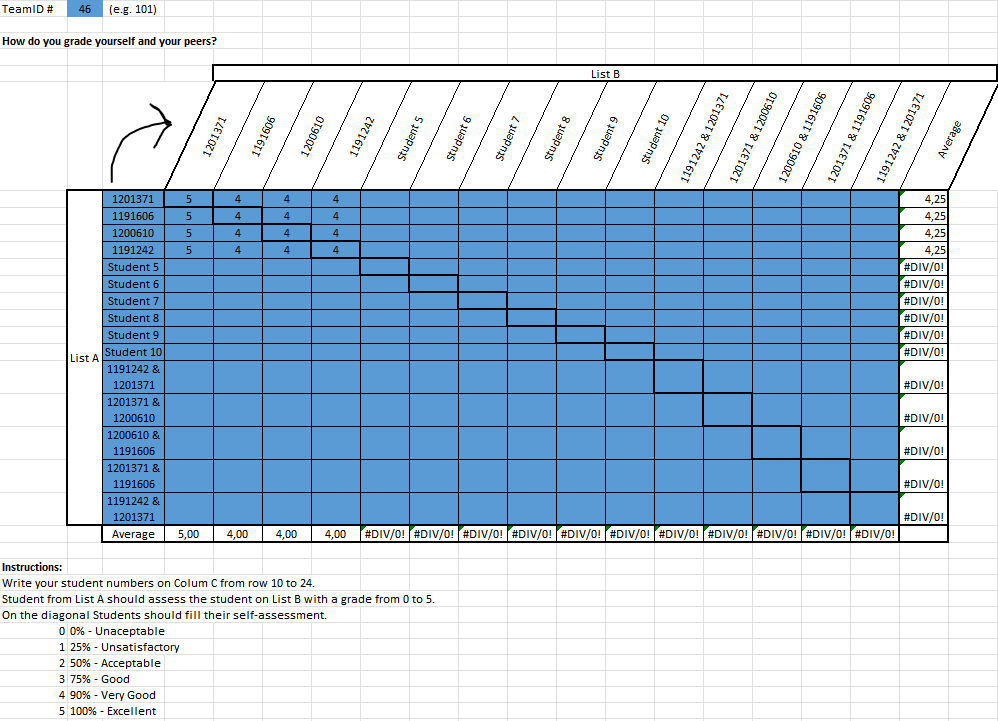 TeamID # 46 (e.g. 101)
How do you grade yourself and your peers?
List B
1201371 1191606 1200610 1191242 Student 5 Student 6 Student 7 Student 8 Student 9 Student 10 1191242 & 1201371 1201371 & 1200610 1200610 & 1191606 1201371 & 1191606 1191242 & 1201371 Average
List A
1201371 5 4 4 4 4,25
1191606 5 4 4 4 4,25
1200610 5 4 4 4 4,25
1191242 5 4 4 4 4,25
Student 5 #DIV/0!
Student 6 #DIV/0!
Student 7 #DIV/0!
Student 8 #DIV/0!
Student 9 #DIV/0!
Student 10 #DIV/0!
1191242 &
1201371 #DIV/0!
1201371 &
1200610 #DIV/0!
1200610 &
1191606 #DIV/0!
1201371 &
1191606 #DIV/0!
1191242 &
1201371 #DIV/0!
Average 5,00 4,00 4,00 4,00 #DIV/0! #DIV/0! #DIV/0! #DIV/0! #DIV/0! #DIV/0! #DIV/0! #DIV/0! #DIV/0! #DIV/0! #DIV/0!
Instructions:
Write your student numbers on Colum C from row 10 to 24.
Student from List A should assess the student on List B with a grade from 0 to 5.
On the diagonal Students should fill their self-assessment.
0 0% - Unaceptable
1 25% - Unsatisfactory
2 50% - Acceptable
3 75% - Good
4 90% - Very Good
5 100% - Excellent